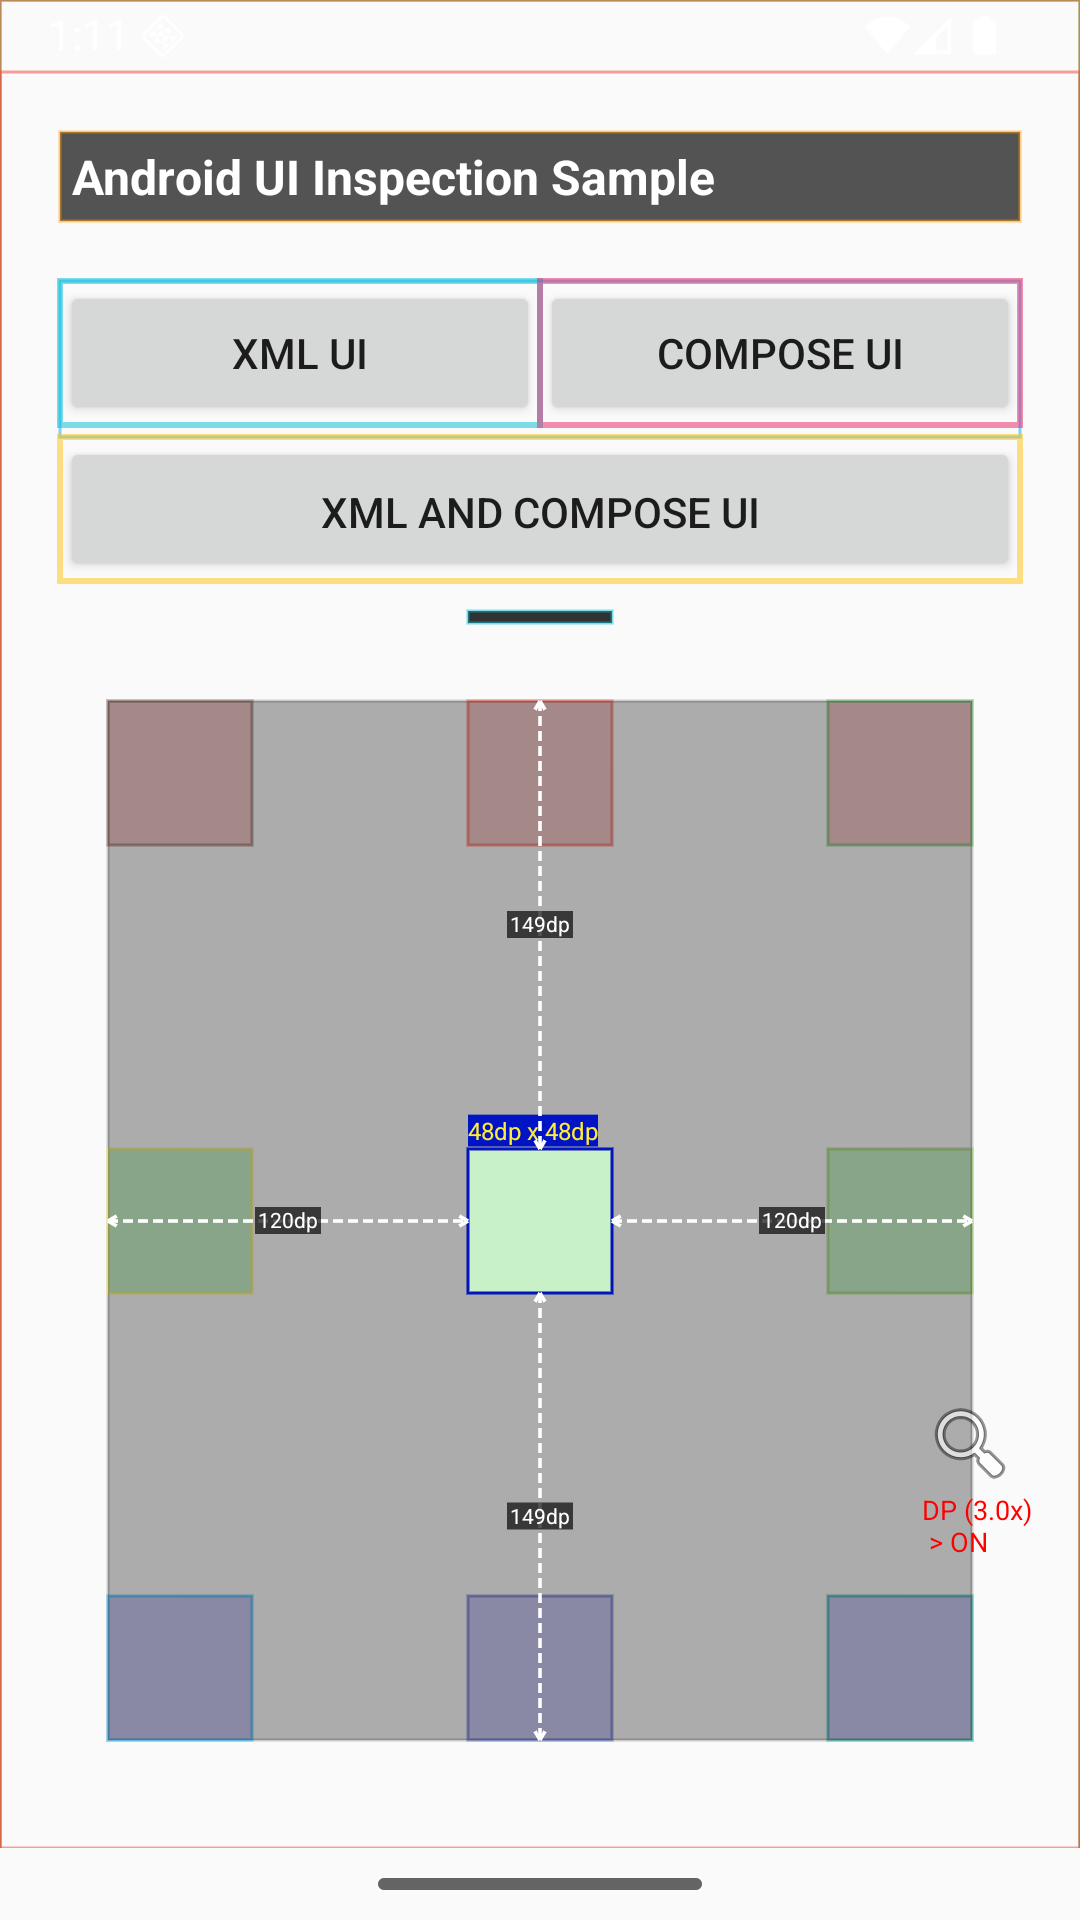 1:11
Android UI Inspection Sample
XML UI
COMPOSE UI
XML AND COMPOSE UI
149dp
48dp x 48dp
120dp
120dp
149dp
DP (3.0x)
> ON